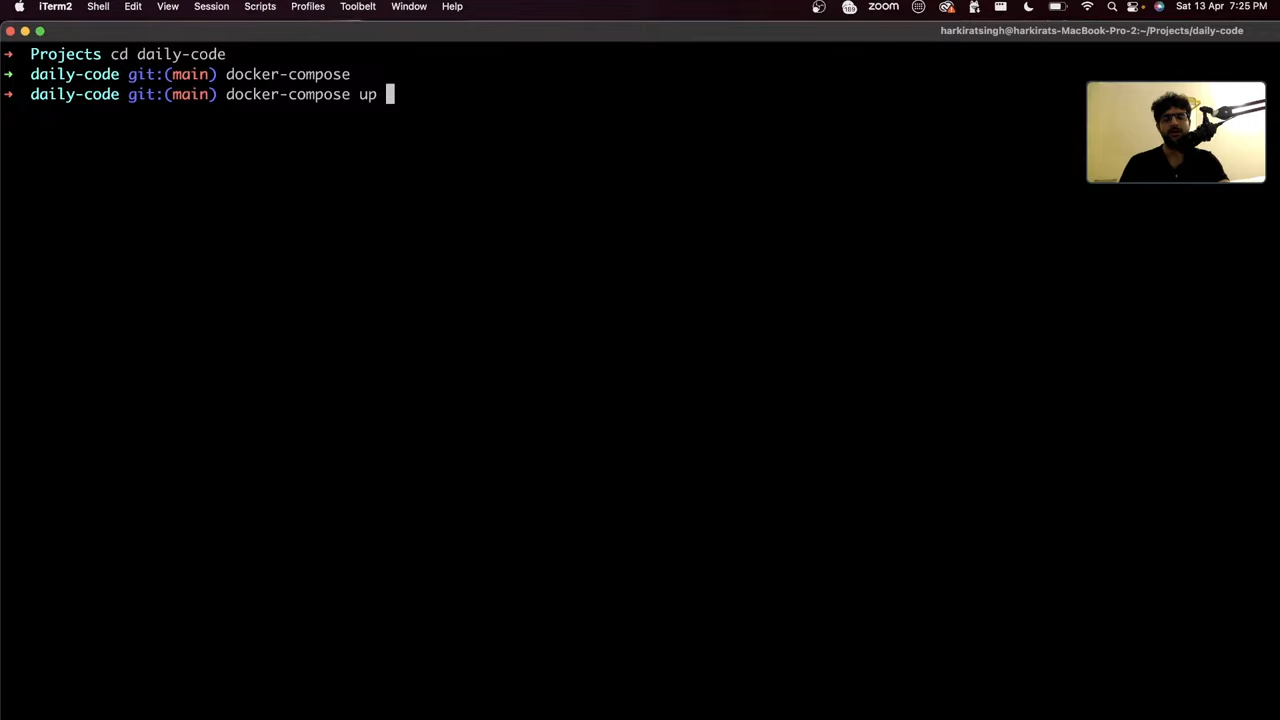 iTerm2 Shell Edit View Session Scripts Profiles Toolbelt Window Help zoom Sat 13 Apr 7:25 PM
harkiratsingh@harkirats-MacBook-Pro-2:~/Projects/daily-code
➜ Projects cd daily-code
➜ daily-code git:(main) docker-compose
➜ daily-code git:(main) docker-compose up